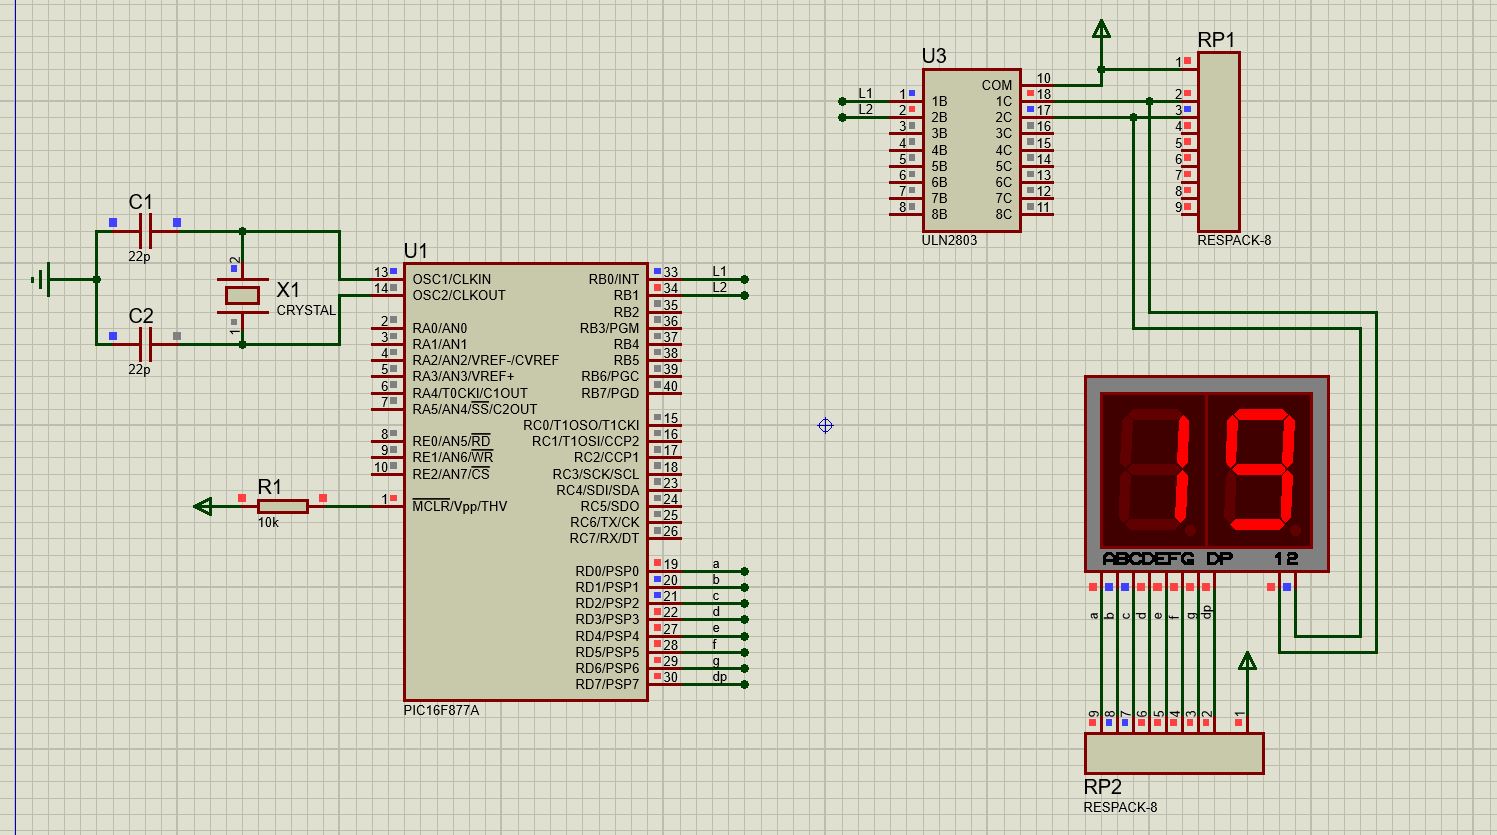 U3
COM 10
L1 1 1B 1C 18
L2 2 2B 2C 17
3 3B 3C 16
4 4B 4C 15
5 5B 5C 14
6 6B 6C 13
7 7B 7C 12
8 8B 8C 11
ULN2803
RP1
1
2
3
4
5
6
7
8
9
RESPACK-8
C1
22p
2
X1
CRYSTAL
1
C2
22p
U1
13 OSC1/CLKIN RB0/INT 33 L1
14 OSC2/CLKOUT RB1 34 L2
RB2 35
2 RA0/AN0 RB3/PGM 36
3 RA1/AN1 RB4 37
4 RA2/AN2/VREF-/CVREF RB5 38
5 RA3/AN3/VREF+ RB6/PGC 39
6 RA4/T0CKI/C1OUT RB7/PGD 40
7 RA5/AN4/SS/C2OUT
RC0/T1OSO/T1CKI 15
8 RE0/AN5/RD RC1/T1OSI/CCP2 16
9 RE1/AN6/WR RC2/CCP1 17
10 RE2/AN7/CS RC3/SCK/SCL 18
RC4/SDI/SDA 23
1 MCLR/Vpp/THV RC5/SDO 24
RC6/TX/CK 25
RC7/RX/DT 26
RD0/PSP0 19 a
RD1/PSP1 20 b
RD2/PSP2 21 c
RD3/PSP3 22 d
RD4/PSP4 27 e
RD5/PSP5 28 f
RD6/PSP6 29 g
RD7/PSP7 30 dp
PIC16F877A
R1
10k
19
ABCDEFG DP 12
a b c d e f g dp
9 8 7 6 5 4 3 2 1
RP2
RESPACK-8